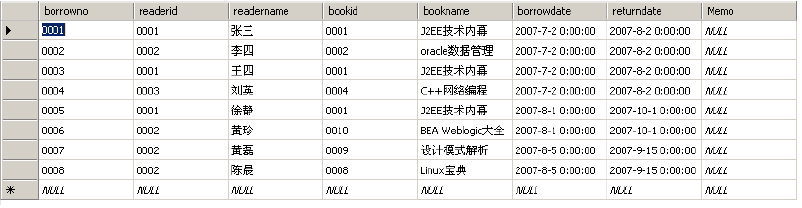 borrowno readerid readername bookid bookname borrowdate returndate Memo
0001 0001 张三 0001 J2EE技术内幕 2007-7-2 0:00:00 2007-8-2 0:00:00 NULL
0002 0002 李四 0002 oracle数据管理 2007-7-2 0:00:00 2007-8-2 0:00:00 NULL
0003 0001 王四 0001 J2EE技术内幕 2007-7-2 0:00:00 2007-8-2 0:00:00 NULL
0004 0003 刘英 0004 C++网络编程 2007-7-2 0:00:00 2007-8-2 0:00:00 NULL
0005 0001 徐静 0001 J2EE技术内幕 2007-8-1 0:00:00 2007-10-1 0:00:00 NULL
0006 0002 黄珍 0010 BEA Weblogic大全 2007-8-1 0:00:00 2007-10-1 0:00:00 NULL
0007 0002 黄磊 0009 设计模式解析 2007-8-5 0:00:00 2007-9-15 0:00:00 NULL
0008 0002 陈晨 0008 Linux宝典 2007-8-5 0:00:00 2007-9-15 0:00:00 NULL
NULL NULL NULL NULL NULL NULL NULL NULL